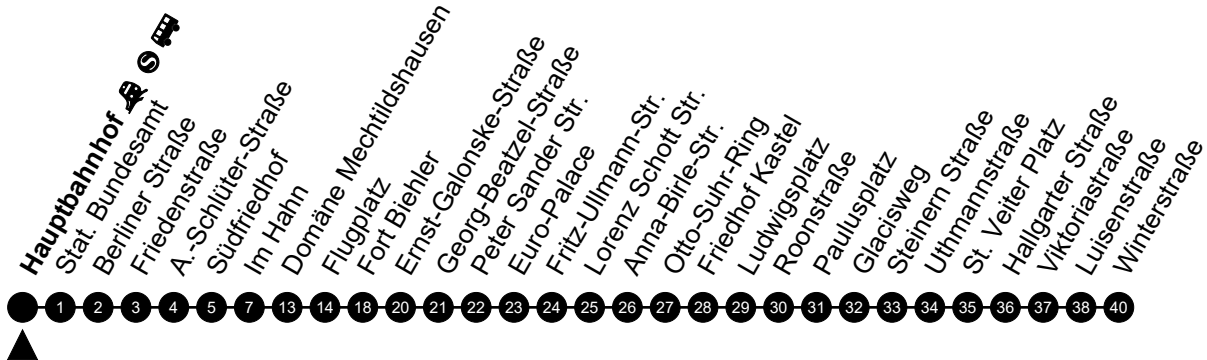 Hauptbahnhof
Stat. Bundesamt
Berliner Straße
Friedenstraße
A.-Schlüter-Straße
Südfriedhof
Im Hahn
Domäne Mechtildshausen
Flugplatz
Fort Biehler
Ernst-Galonske-Straße
Georg-Beatzel-Straße
Peter Sander Str.
Euro-Palace
Fritz-Ullmann-Str.
Lorenz Schott Str.
Anna-Birle-Str.
Otto-Suhr-Ring
Friedhof Kastel
Ludwigsplatz
Roonstraße
Paulusplatz
Glacisweg
Steinern Straße
Uthmannstraße
St. Veiter Platz
Hallgarter Straße
Viktoriastraße
Luisenstraße
Winterstraße
1 2 3 4 5 7 13 14 18 20 21 22 23 24 25 26 27 28 29 30 31 32 33 34 35 36 37 38 40